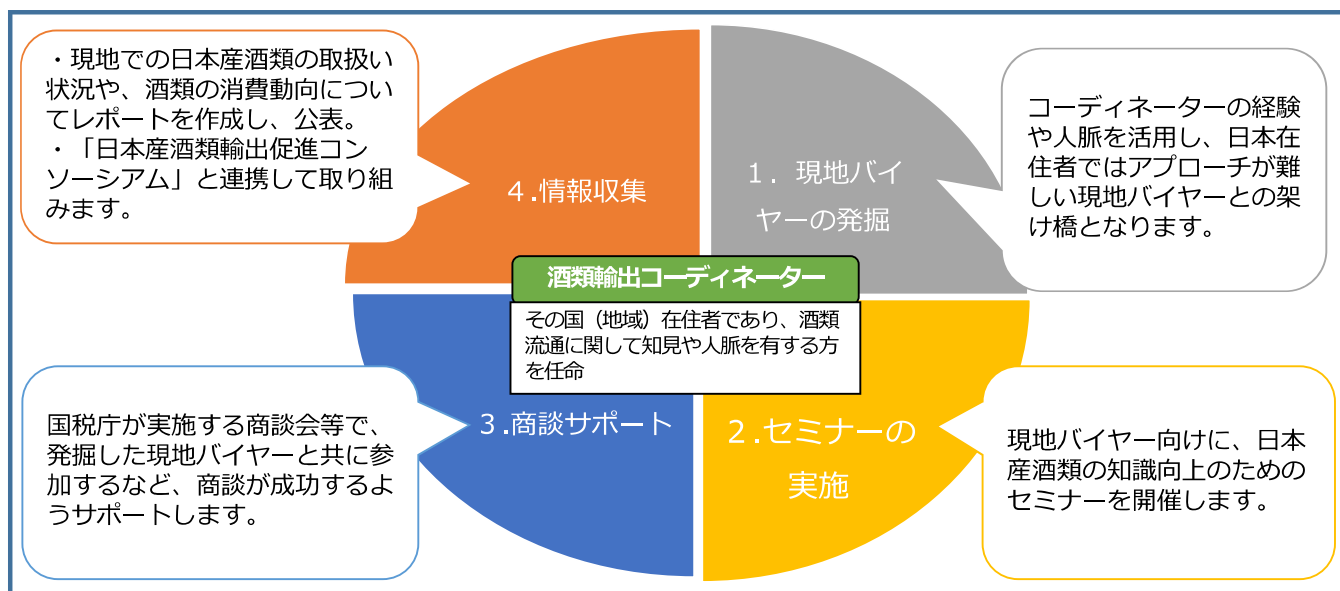 ・現地での日本産酒類の取扱い
状況や、酒類の消費動向につい
てレポートを作成し、公表。
・「日本産酒類輸出促進コン
ソーシアム」と連携して取り組
みます。
4.情報収集
1．現地バイ
ヤーの発掘
コーディネーターの経験
や人脈を活用し、日本在
住者ではアプローチが難
しい現地バイヤーとの架
け橋となります。
酒類輸出コーディネーター
その国（地域）在住者であり、酒類
流通に関して知見や人脈を有する方
を任命
国税庁が実施する商談会等で、
発掘した現地バイヤーと共に参
加するなど、商談が成功するよ
うサポートします。
3.商談サポート
2.セミナーの
実施
現地バイヤー向けに、日本
産酒類の知識向上のための
セミナーを開催します。